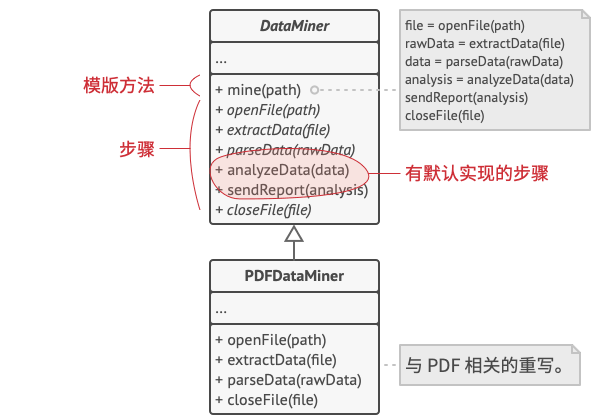 DataMiner
...
+ mine(path)
+ openFile(path)
+ extractData(file)
+ parseData(rawData)
+ analyzeData(data)
+ sendReport(analysis)
+ closeFile(file)
file = openFile(path)
rawData = extractData(file)
data = parseData(rawData)
analysis = analyzeData(data)
sendReport(analysis)
closeFile(file)
模版方法
步骤
有默认实现的步骤
PDFDataMiner
...
+ openFile(path)
+ extractData(file)
+ parseData(rawData)
+ closeFile(file)
与 PDF 相关的重写。